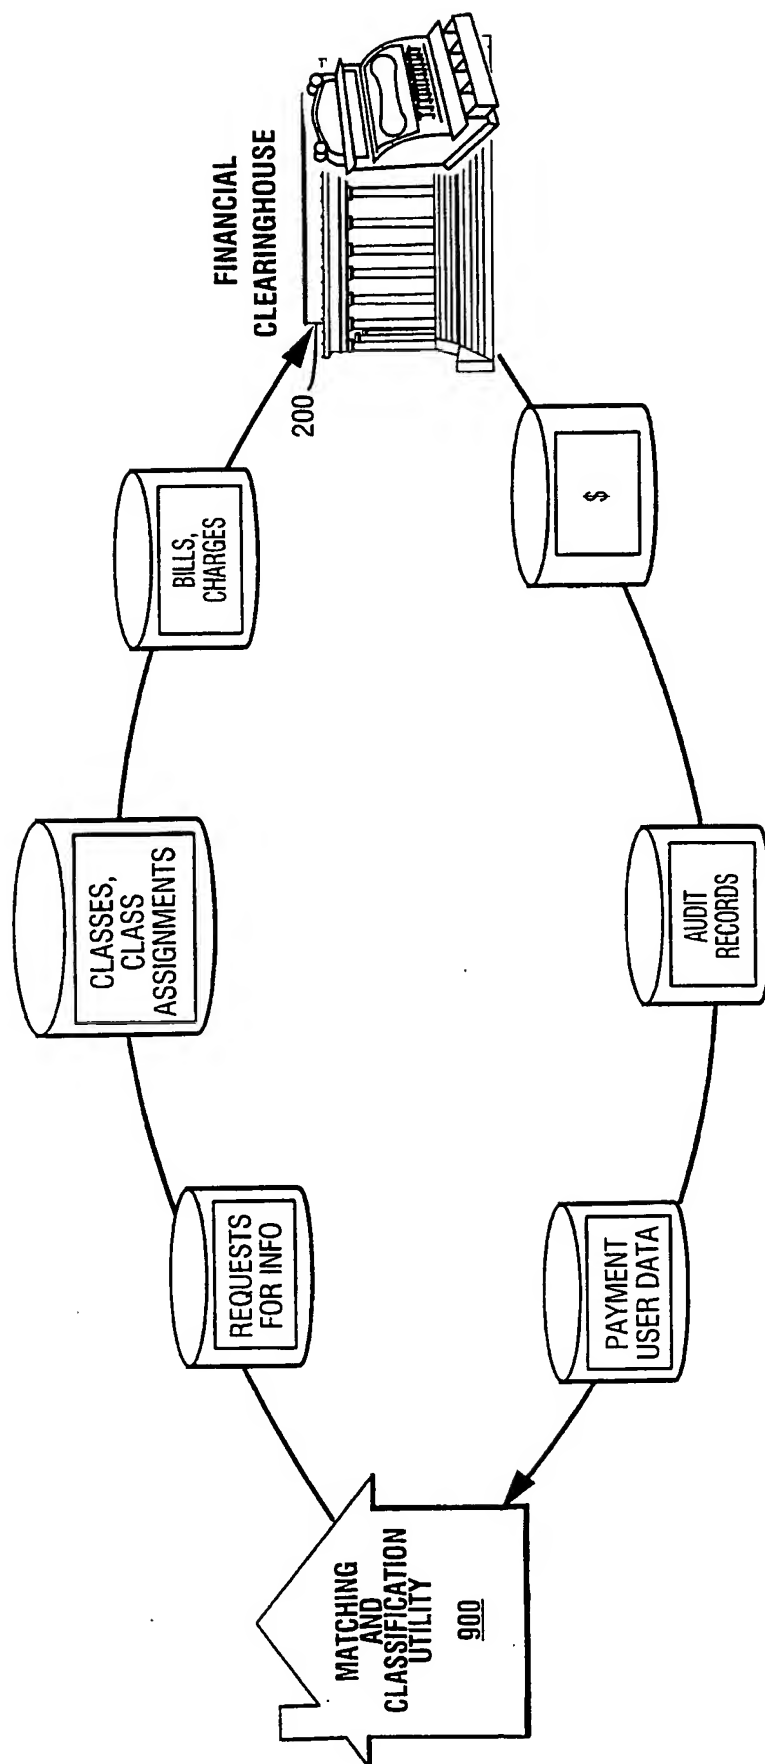 MATCHING
AND
CLASSIFICATION
UTILITY
900
REQUESTS
FOR INFO
CLASSES,
CLASS
ASSIGNMENTS
BILLS,
CHARGES
FINANCIAL
CLEARINGHOUSE
200
$
AUDIT
RECORDS
PAYMENT
USER DATA